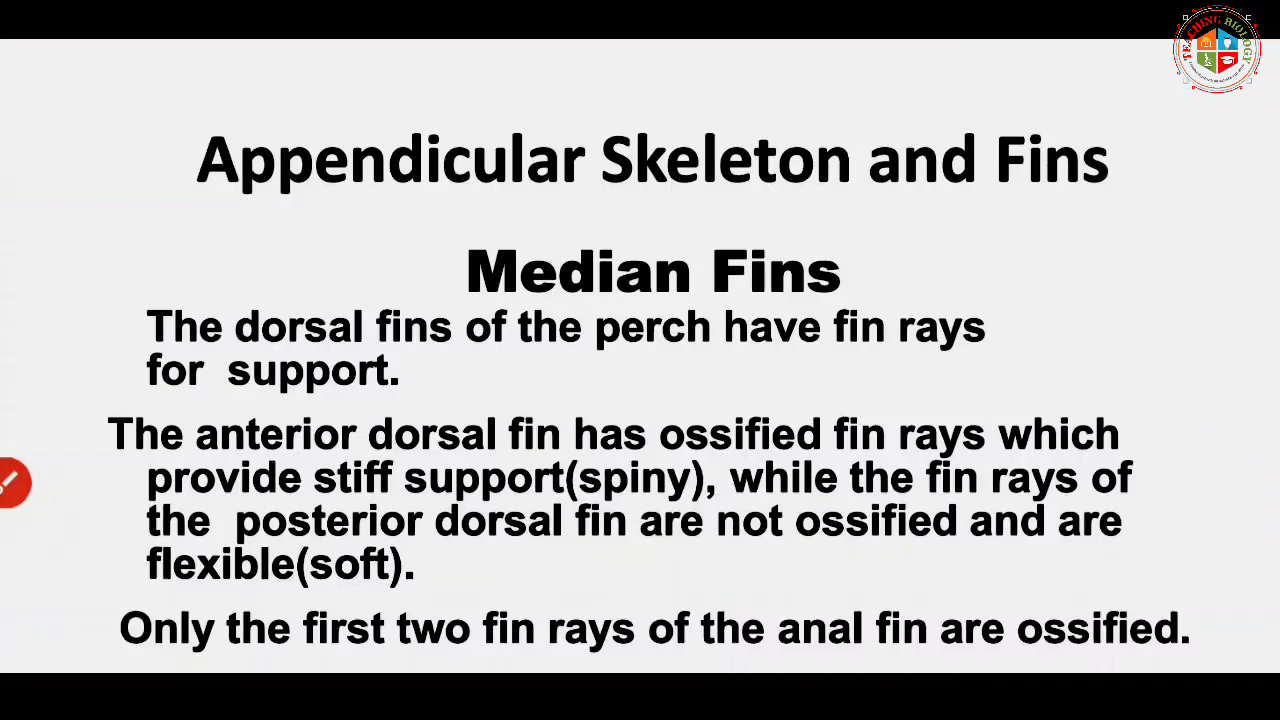 TEACHING BIOLOGY
Appendicular Skeleton and Fins
Median Fins
The dorsal fins of the perch have fin rays
for support.
The anterior dorsal fin has ossified fin rays which
provide stiff support(spiny), while the fin rays of
the posterior dorsal fin are not ossified and are
flexible(soft).
Only the first two fin rays of the anal fin are ossified.